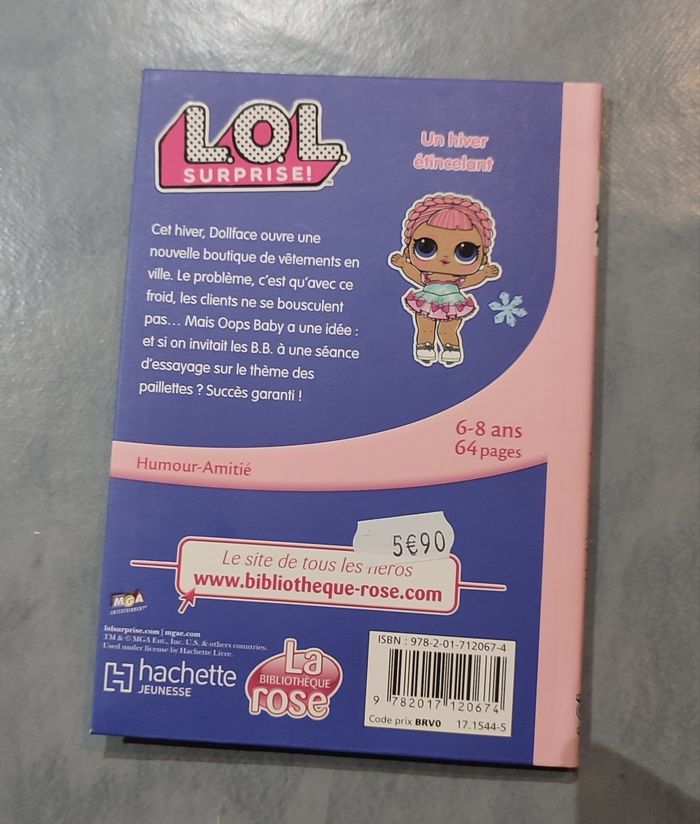 L.O.L.
SURPRISE!
Un hiver
étincelant
Cet hiver, Dollface ouvre une
nouvelle boutique de vêtements en
ville. Le problème, c'est qu'avec ce
froid, les clients ne se bousculent
pas... Mais Oops Baby a une idée :
et si on invitait les B.B. à une séance
d'essayage sur le thème des
paillettes ? Succès garanti !
6-8 ans
64 pages
Humour-Amitié
5€90
Le site de tous les héros
www.bibliotheque-rose.com
MGA
ENTERTAINMENT
lolsurprise.com | mgae.com
TM & © MGA Ent., Inc. U.S. & others countries.
Used under license by Hachette Livre.
hachette
JEUNESSE
La
BIBLIOTHÈQUE
rose
ISBN : 978-2-01-712067-4
9 782017 120674
Code prix BRV0 17.1544-5